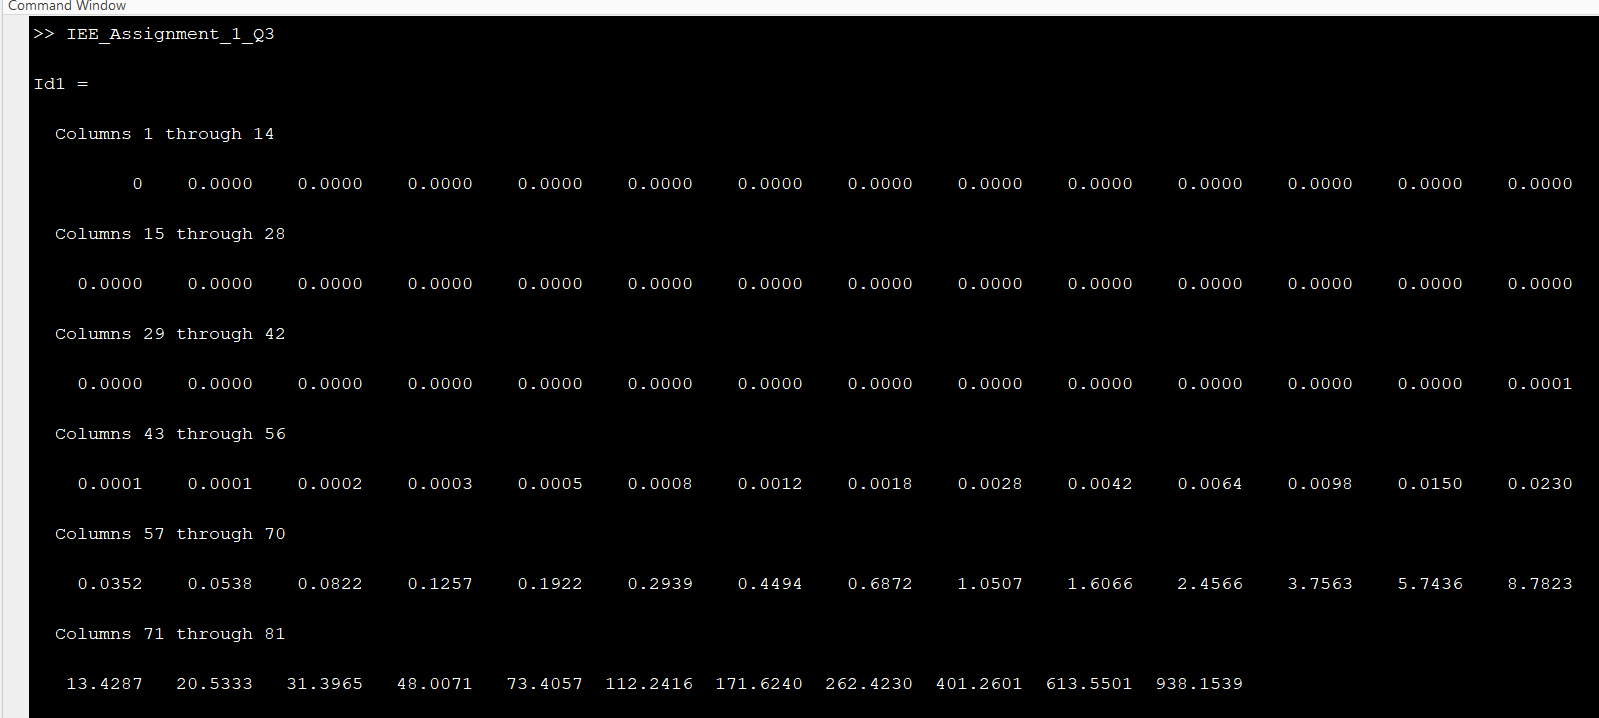 Command Window
>> IEE_Assignment_1_Q3
Id1 =
Columns 1 through 14
0 0.0000 0.0000 0.0000 0.0000 0.0000 0.0000 0.0000 0.0000 0.0000 0.0000 0.0000 0.0000 0.0000
Columns 15 through 28
0.0000 0.0000 0.0000 0.0000 0.0000 0.0000 0.0000 0.0000 0.0000 0.0000 0.0000 0.0000 0.0000 0.0000
Columns 29 through 42
0.0000 0.0000 0.0000 0.0000 0.0000 0.0000 0.0000 0.0000 0.0000 0.0000 0.0000 0.0000 0.0000 0.0001
Columns 43 through 56
0.0001 0.0001 0.0002 0.0003 0.0005 0.0008 0.0012 0.0018 0.0028 0.0042 0.0064 0.0098 0.0150 0.0230
Columns 57 through 70
0.0352 0.0538 0.0822 0.1257 0.1922 0.2939 0.4494 0.6872 1.0507 1.6066 2.4566 3.7563 5.7436 8.7823
Columns 71 through 81
13.4287 20.5333 31.3965 48.0071 73.4057 112.2416 171.6240 262.4230 401.2601 613.5501 938.1539